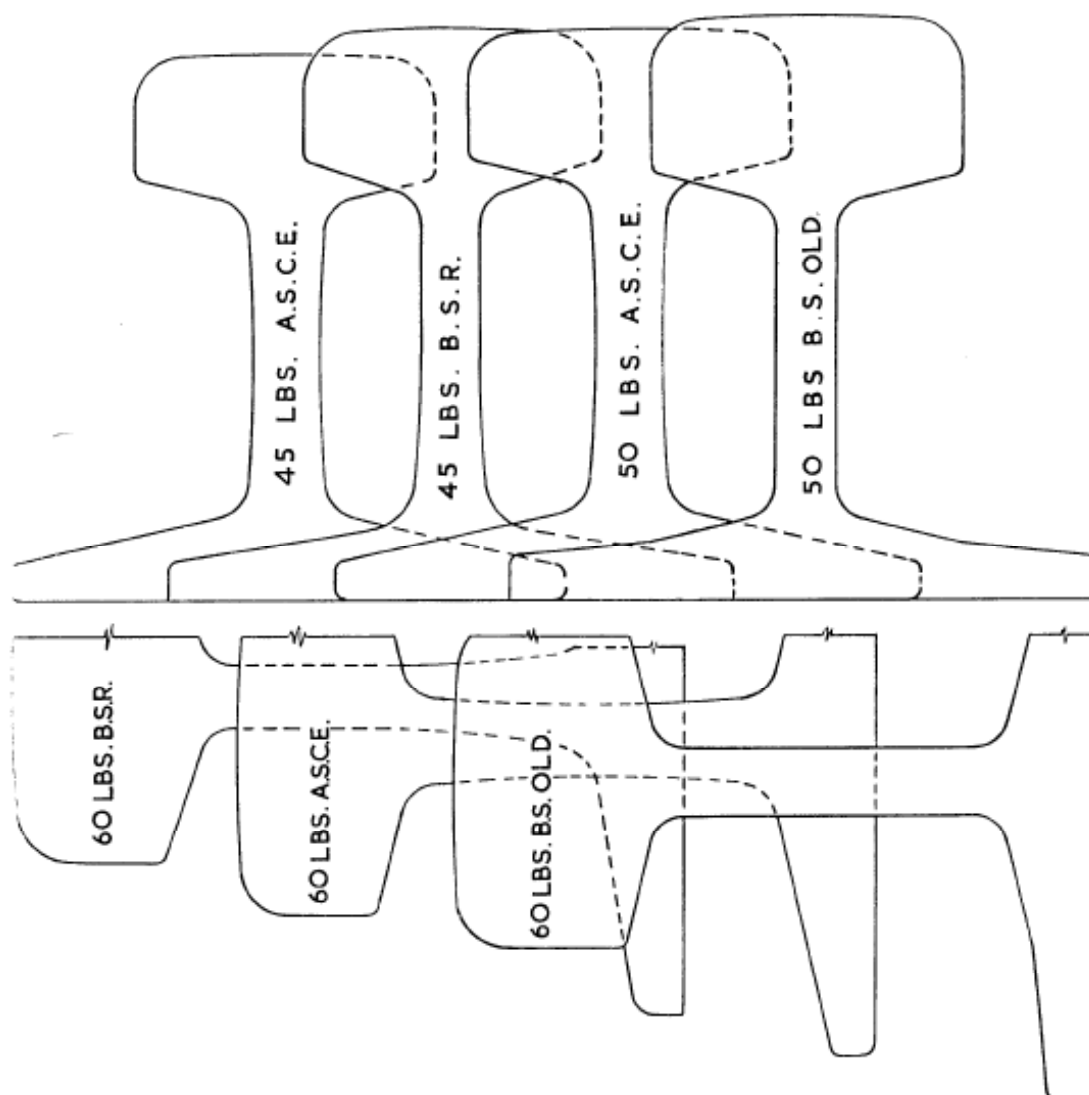 45 LBS. A.S.C.E.
45 LBS. B.S.R.
50 LBS. A.S.C.E.
50 LBS B.S. OLD.
60 LBS. B.S.R.
60 LBS. A.S.C.E.
60 LBS. B.S. OLD.